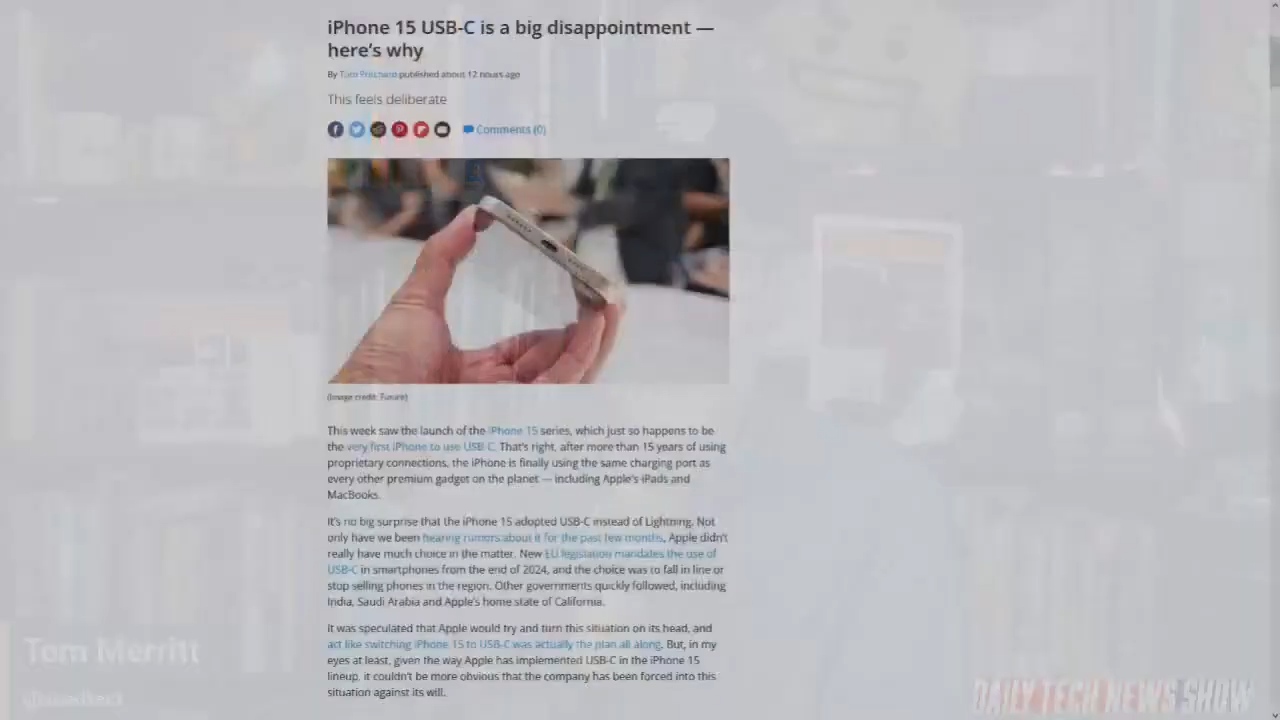 iPhone 15 USB-C is a big disappointment —
here's why
By Tom Pritchard published about 12 hours ago
This feels deliberate
Comments (0)
(Image credit: Future)
This week saw the launch of the iPhone 15 series, which just so happens to be
the very first iPhone to use USB-C. That's right, after more than 15 years of using
proprietary connections, the iPhone is finally using the same charging port as
every other premium gadget on the planet — including Apple's iPads and
MacBooks.
It's no big surprise that the iPhone 15 adopted USB-C instead of Lightning. Not
only have we been hearing rumors about it for the past few months, Apple didn't
really have much choice in the matter. New EU legislation mandates the use of
USB-C in smartphones from the end of 2024, and the choice was to fall in line or
stop selling phones in the region. Other governments quickly followed, including
India, Saudi Arabia and Apple's home state of California.
It was speculated that Apple would try and turn this situation on its head, and
act like switching iPhone 15 to USB-C was actually the plan all along. But, in my
eyes at least, given the way Apple has implemented USB-C in the iPhone 15
lineup, it couldn't be more obvious that the company has been forced into this
situation against its will.
Tom Merritt
DAILY TECH NEWS SHOW